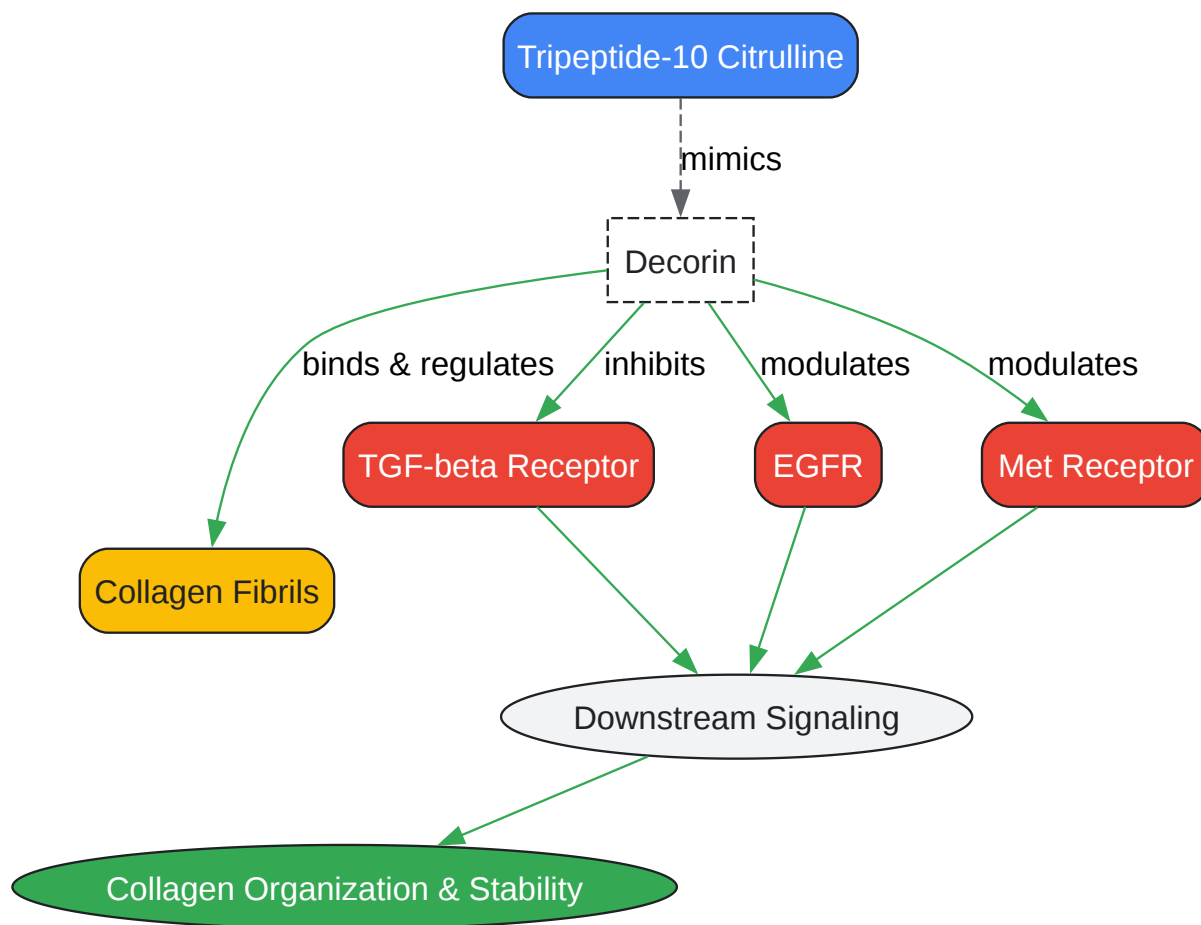 Tripeptide-10 Citrulline
mimics
Decorin
binds & regulates
inhibits
modulates
modulates
TGF-beta Receptor
EGFR
Met Receptor
Collagen Fibrils
Downstream Signaling
Collagen Organization & Stability